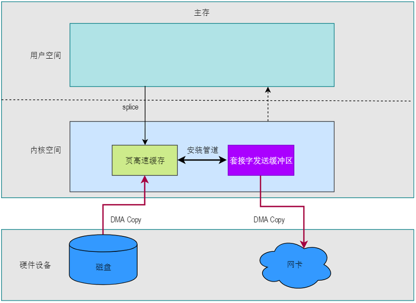 主存
用户空间
splice
内核空间
页高速缓存
安装管道
套接字发送缓冲区
DMA Copy
DMA Copy
硬件设备
磁盘
网卡